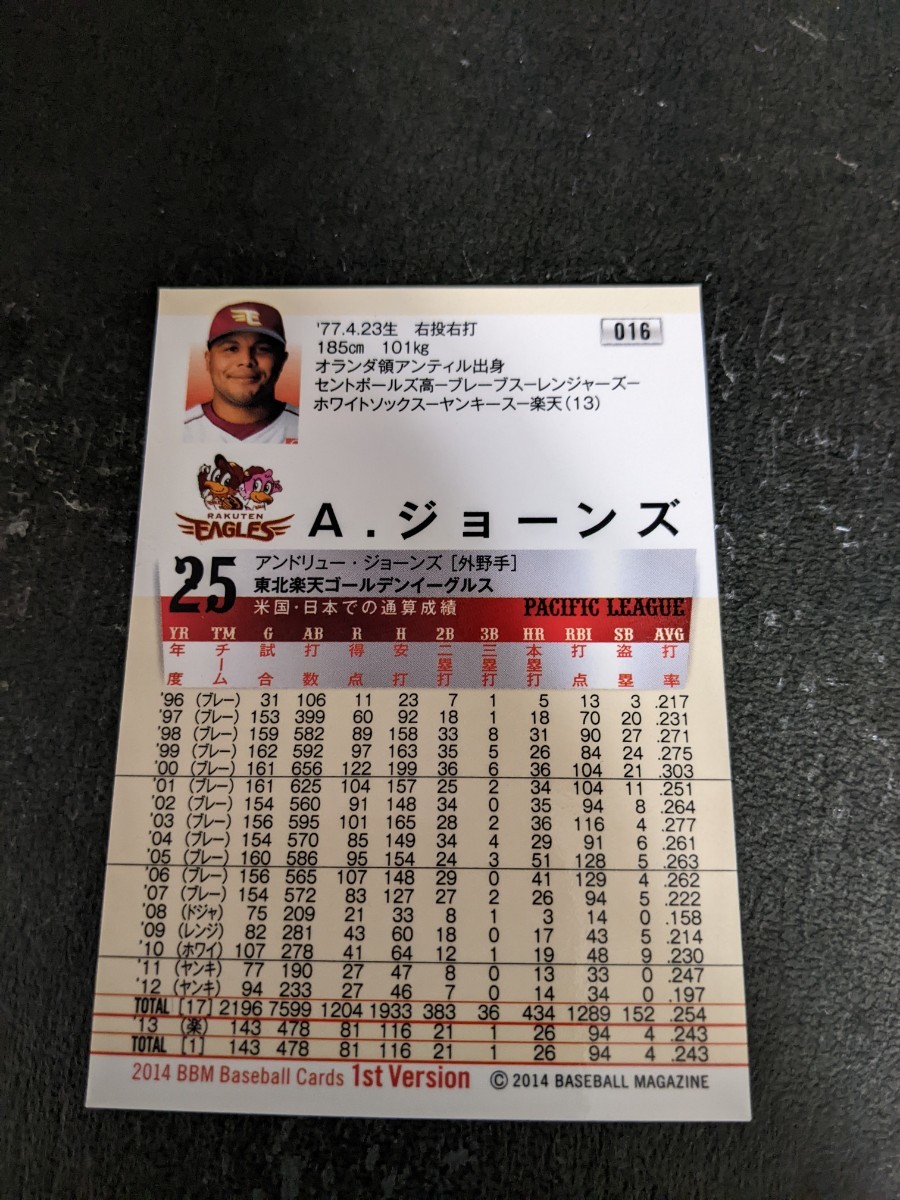 '77.4.23生 右投右打
016
185cm 101kg
オランダ領アンティル出身
セントポールズ高ーブレーブスーレンジャーズー
ホワイトソックスーヤンキースー楽天(13)
RAKUTEN
EAGLES
A.ジョーンズ
25
アンドリュー・ジョーンズ [外野手]
東北楽天ゴールデンイーグルス
米国・日本での通算成績 PACIFIC LEAGUE
YR TM G AB R H 2B 3B HR RBI SB AVG
年度 チーム 試合 打数 得点 安打 二塁打 三塁打 本塁打 打点 盗塁 打率
'96 (ブレー) 31 106 11 23 7 1 5 13 3 .217
'97 (ブレー) 153 399 60 92 18 1 18 70 20 .231
'98 (ブレー) 159 582 89 158 33 8 31 90 27 .271
'99 (ブレー) 162 592 97 163 35 5 26 84 24 .275
'00 (ブレー) 161 656 122 199 36 6 36 104 21 .303
'01 (ブレー) 161 625 104 157 25 2 34 104 11 .251
'02 (ブレー) 154 560 91 148 34 0 35 94 8 .264
'03 (ブレー) 156 595 101 165 28 2 36 116 4 .277
'04 (ブレー) 154 570 85 149 34 4 29 91 6 .261
'05 (ブレー) 160 586 95 154 24 3 51 128 5 .263
'06 (ブレー) 156 565 107 148 29 0 41 129 4 .262
'07 (ブレー) 154 572 83 127 27 2 26 94 5 .222
'08 (ドジャ) 75 209 21 33 8 1 3 14 0 .158
'09 (レンジ) 82 281 43 60 18 0 17 43 5 .214
'10 (ホワイ) 107 278 41 64 12 1 19 48 9 .230
'11 (ヤンキ) 77 190 27 47 8 0 13 33 0 .247
'12 (ヤンキ) 94 233 27 46 7 0 14 34 0 .197
TOTAL [17] 2196 7599 1204 1933 383 36 434 1289 152 .254
'13 (楽) 143 478 81 116 21 1 26 94 4 .243
TOTAL [1] 143 478 81 116 21 1 26 94 4 .243
2014 BBM Baseball Cards 1st Version © 2014 BASEBALL MAGAZINE